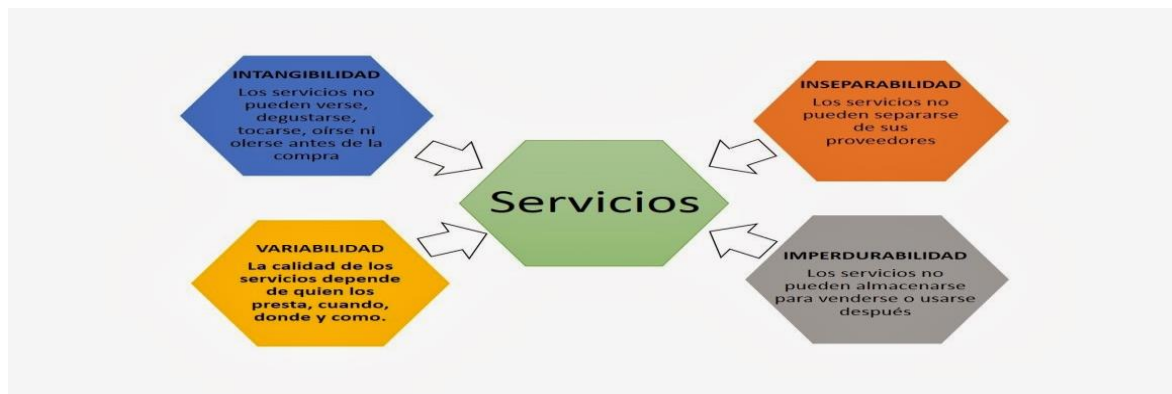 INTANGIBILIDAD
Los servicios no
pueden verse,
degustarse,
tocarse, oírse ni
olerse antes de la
compra
INSEPARABILIDAD
Los servicios no
pueden separarse
de sus
proveedores
Servicios
VARIABILIDAD
La calidad de los
servicios depende
de quien los
presta, cuando,
donde y como.
IMPERDURABILIDAD
Los servicios no
pueden almacenarse
para venderse o usarse
después